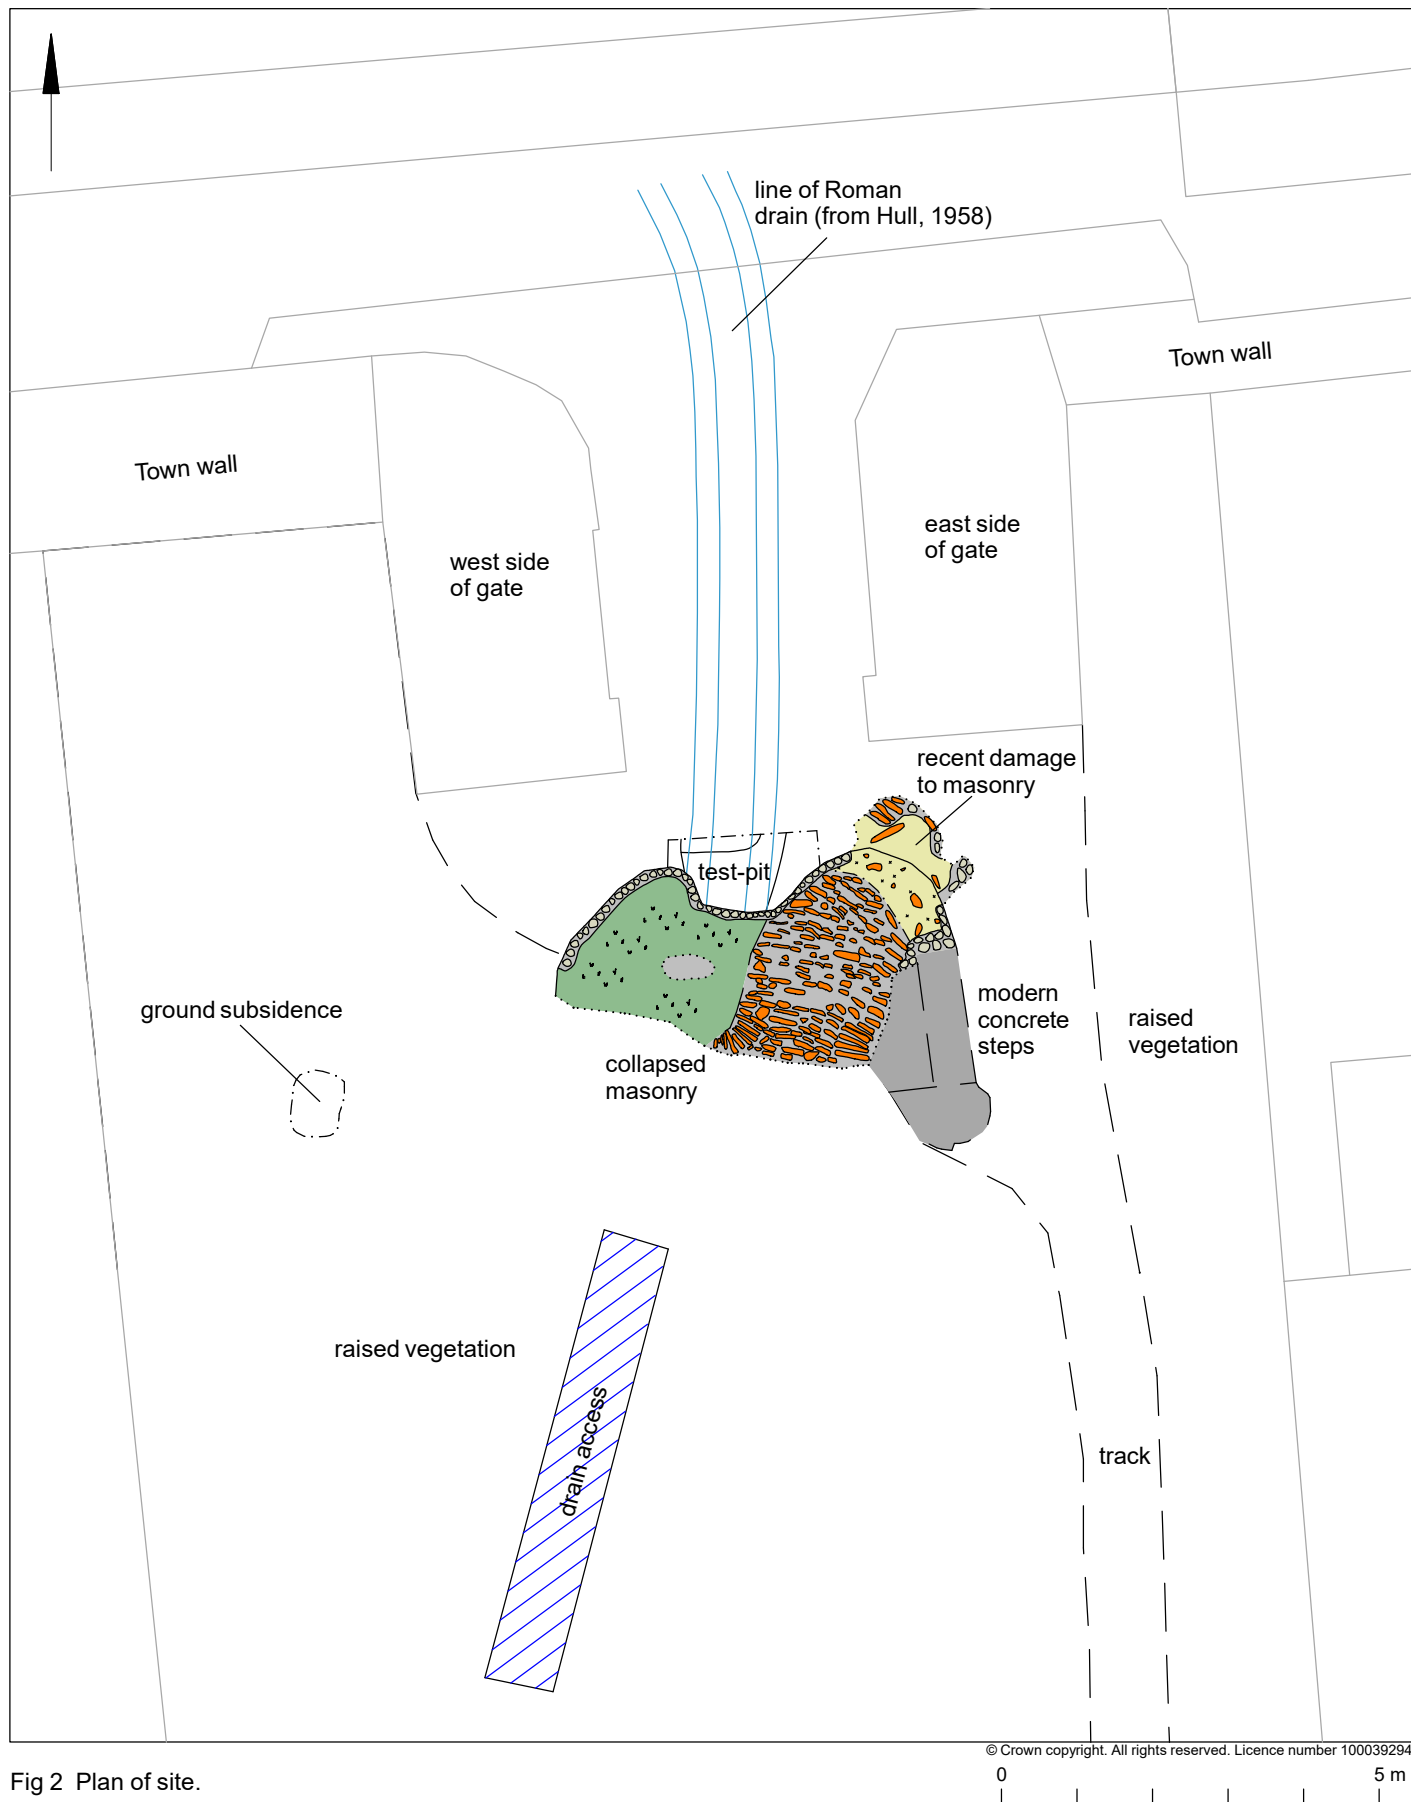 line of Roman
drain (from Hull, 1958)
Town wall
Town wall
east side
of gate
west side
of gate
recent damage
to masonry
test-pit
modern
concrete
steps
ground subsidence
raised
vegetation
collapsed
masonry
raised vegetation
drain access
track
© Crown copyright. All rights reserved. Licence number 100039294
Fig 2 Plan of site.
0 5 m